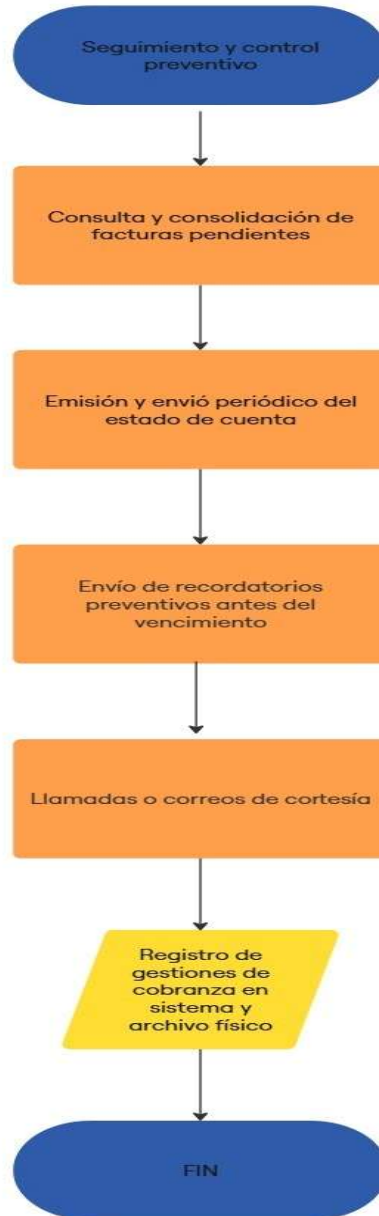 Seguimiento y control
preventivo
Consulta y consolidación de
facturas pendientes
Emisión y envió periódico del
estado de cuenta
Envío de recordatorios
preventivos antes del
vencimiento
Llamadas o correos de cortesía
Registro de
gestiones de
cobranza en
sistema y
archivo físico
FIN